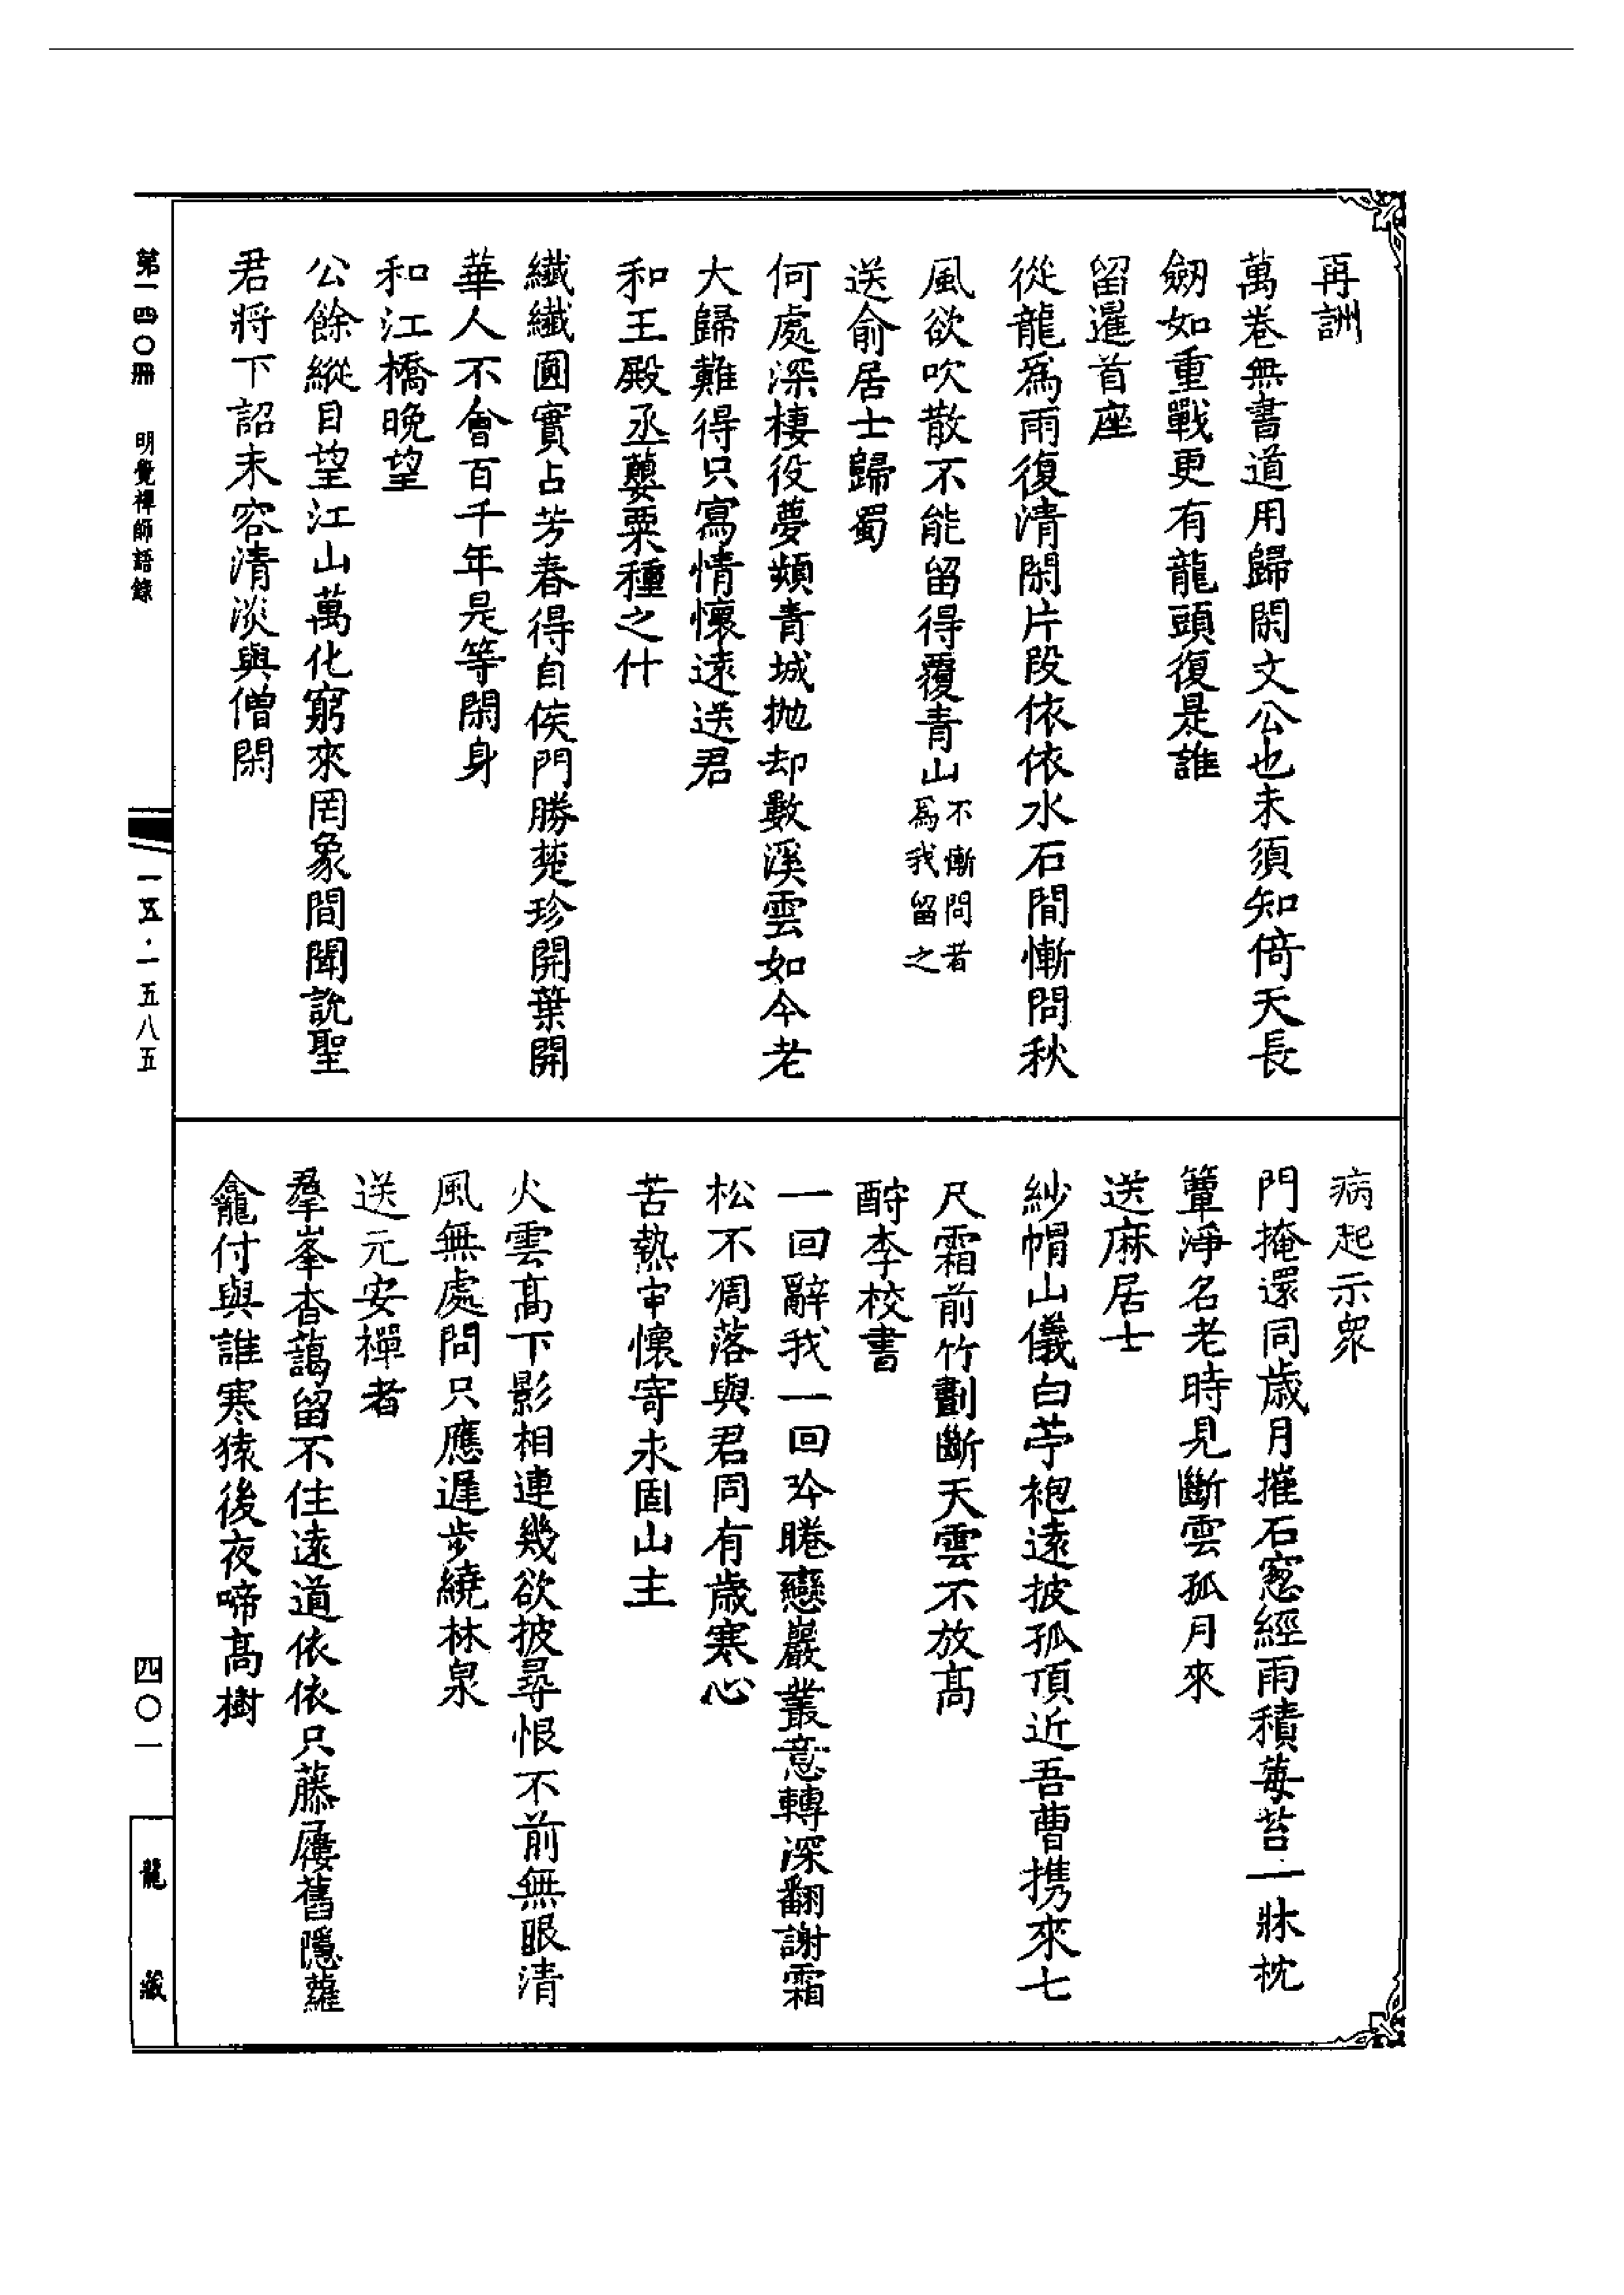 再詶
萬卷無書道用歸閑文公也未須知倚天長
劒如重戰更有龍頭復是誰
留暹首座
從龍爲雨復清閑片段依依水石間慚問秋
風欲吹散不能留得覆青山不慚問者爲我留之
送俞居士歸蜀
何處深棲役夢頻青城抛却數溪雲如今老
大歸難得只寫情懷遠送君
和王殿丞罌粟種之什
纖纖圓實占芳春得自侯門勝楚珍開葉開
華人不會百千年是等閑身
和江橋晚望
公餘縱目望江山萬化窮來罔象間聞說聖
君將下詔未容清淡與僧閑
病起示衆
門掩還同歲月摧石窻經雨積莓苔一牀枕
簟淨名老時見斷雲孤月來
送麻居士
紗帽山儀白苧袍遠披孤頂近吾曹携來七
尺霜前竹劃斷天雲不放高
酧李校書
一回辭我一回吟睠戀巖叢意轉深翻謝霜
松不凋落與君同有歲寒心
苦熱中懷寄永固山主
火雲高下影相連幾欲披尋恨不前無限清
風無處問只應遲步繞林泉
送元安禪者
羣峯杳藹留不住遠道依依只藤屨舊隱蘿
龕付與誰寒猿後夜啼高樹
第一四〇冊 明覺禪師語錄
一五·一五八五
四〇一
龍藏